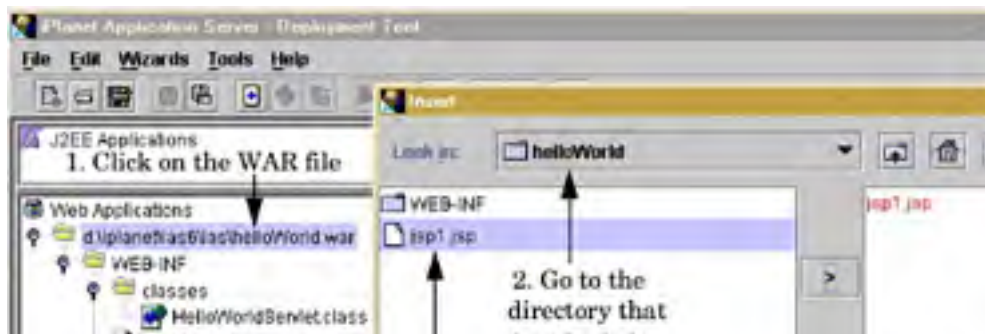 iPlanet Application Server - Deployment Tool
File Edit Wizards Tools Help
Insert
J2EE Applications
1. Click on the WAR file
Look in:
helloWorld
Web Applications
d:\iplanet\ias6\ias\helloWorld.war
WEB-INF
classes
HelloWorldServlet.class
WEB-INF
jsp1.jsp
2. Go to the
directory that
>
jsp1.jsp